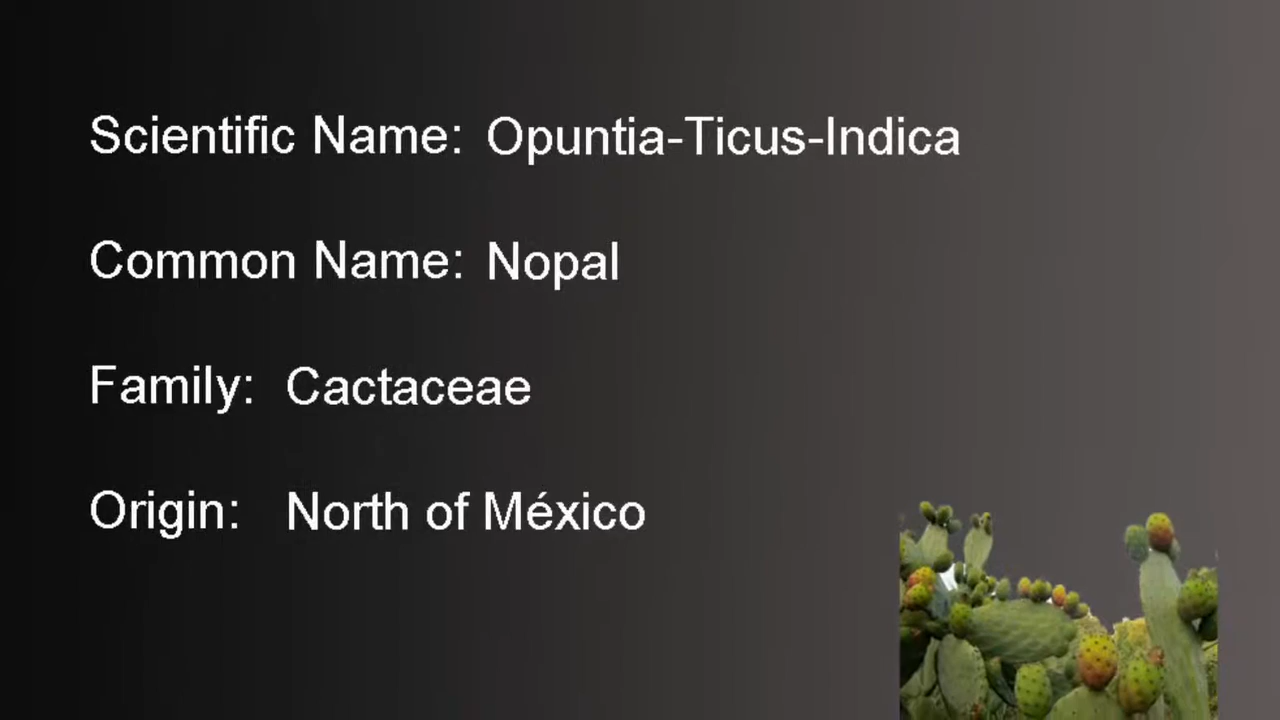 Scientific Name: Opuntia-Ticus-Indica
Common Name: Nopal
Family: Cactaceae
Origin: North of México